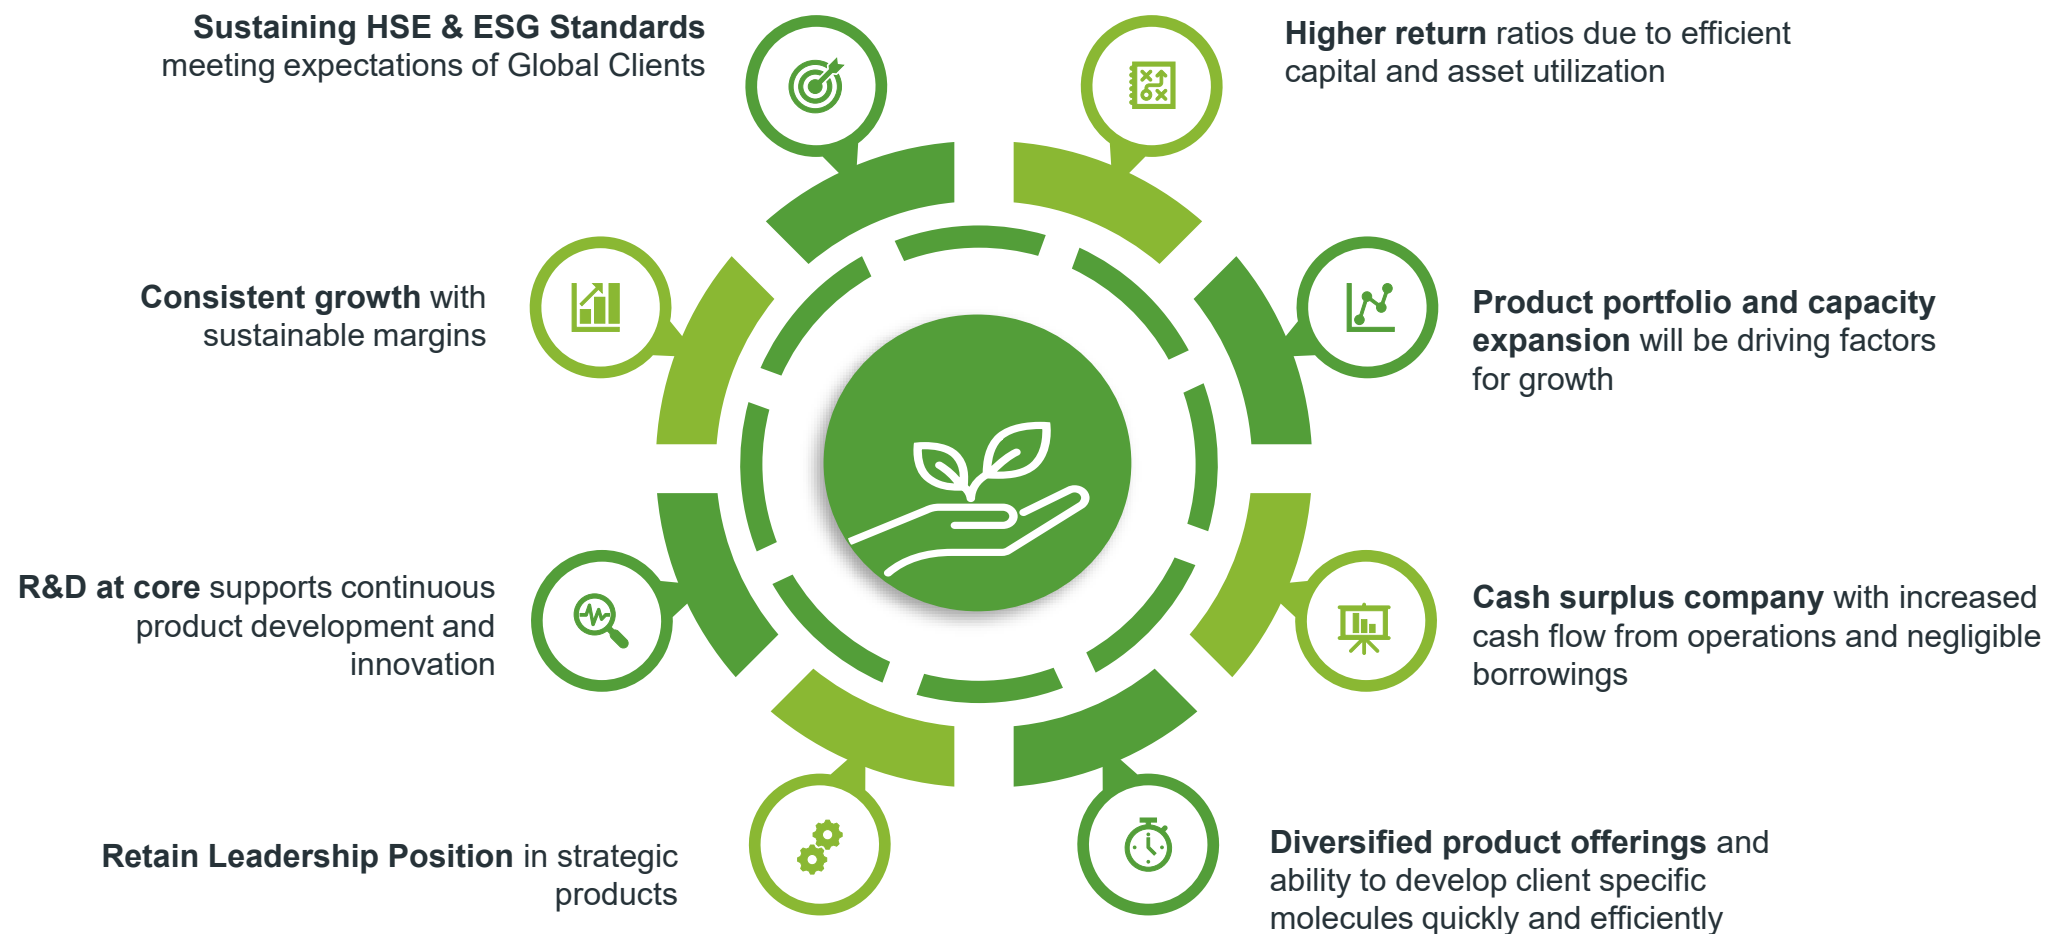 Sustaining HSE & ESG Standards
meeting expectations of Global Clients
Higher return ratios due to efficient
capital and asset utilization
Consistent growth with
sustainable margins
Product portfolio and capacity
expansion will be driving factors
for growth
R&D at core supports continuous
product development and
innovation
Cash surplus company with increased
cash flow from operations and negligible
borrowings
Retain Leadership Position in strategic
products
Diversified product offerings and
ability to develop client specific
molecules quickly and efficiently